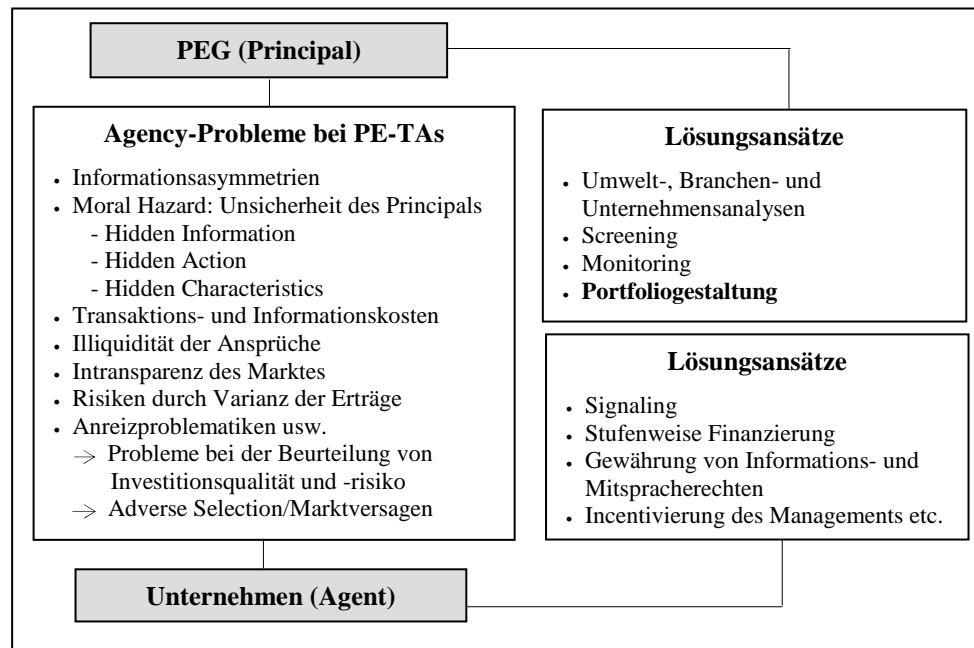 PEG (Principal)
Agency-Probleme bei PE-TAs
• Informationsasymmetrien
• Moral Hazard: Unsicherheit des Principals
- Hidden Information
- Hidden Action
- Hidden Characteristics
• Transaktions- und Informationskosten
• Illiquidität der Ansprüche
• Intransparenz des Marktes
• Risiken durch Varianz der Erträge
• Anreizproblematiken usw.
→ Probleme bei der Beurteilung von
Investitionsqualität und -risiko
→ Adverse Selection/Marktversagen
Lösungsansätze
• Umwelt-, Branchen- und
Unternehmensanalysen
• Screening
• Monitoring
• Portfoliogestaltung
Lösungsansätze
• Signaling
• Stufenweise Finanzierung
• Gewährung von Informations- und
Mitspracherechten
• Incentivierung des Managements etc.
Unternehmen (Agent)